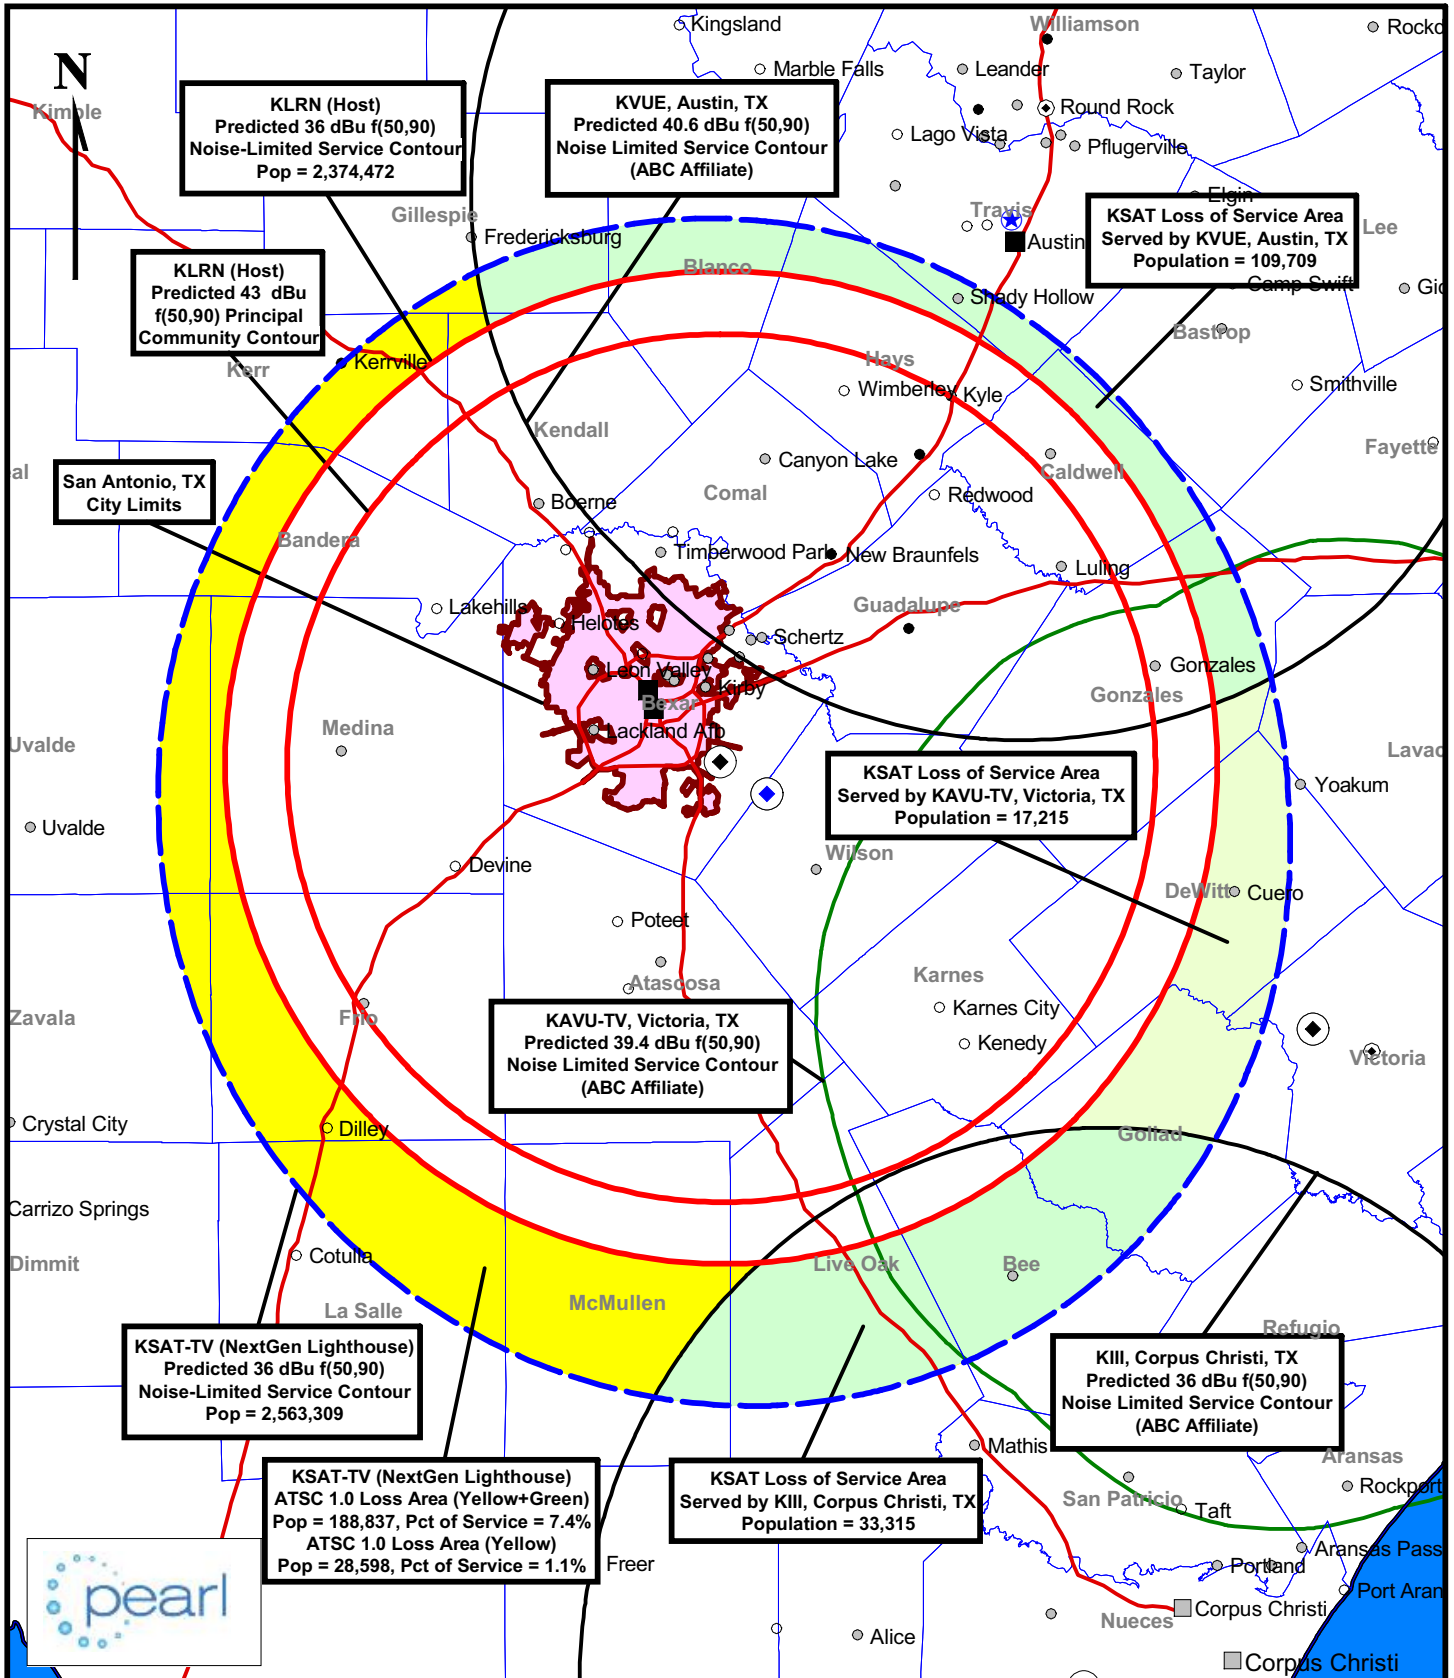 Kingsland
Williamson
Rockd
N
Marble Falls
Leander
Taylor
Kimble
KLRN (Host)
Predicted 36 dBu f(50,90)
Noise-Limited Service Contour
Pop = 2,374,472
KVUE, Austin, TX
Predicted 40.6 dBu f(50,90)
Noise Limited Service Contour
(ABC Affiliate)
Round Rock
Lago Vista
Pflugerville
Elgin
Gillespie
Travis
Fredericksburg
Austin
KSAT Loss of Service Area
Served by KVUE, Austin, TX
Population = 109,709
Lee
Blanco
KLRN (Host)
Predicted 43 dBu
f(50,90) Principal
Community Contour
Shady Hollow
Camp Swift
Gid
Bastrop
Kerr
Kerrville
Hays
Wimberley
Kyle
Smithville
Kendall
Fayette
Canyon Lake
Caldwell
al
San Antonio, TX
City Limits
Comal
Redwood
Boerne
Bandera
Timberwood Park
New Braunfels
Luling
Lakehills
Helotes
Guadalupe
Schertz
Leon Valley
Gonzales
Kirby
Gonzales
Bexar
Medina
Lackland Afb
Uvalde
Lavac
KSAT Loss of Service Area
Served by KAVU-TV, Victoria, TX
Population = 17,215
Yoakum
Uvalde
Wilson
Devine
DeWitt
Cuero
Poteet
Karnes
Atascosa
Karnes City
Zavala
Frio
KAVU-TV, Victoria, TX
Predicted 39.4 dBu f(50,90)
Noise Limited Service Contour
(ABC Affiliate)
Kenedy
Victoria
Crystal City
Dilley
Goliad
Carrizo Springs
Cotulla
Dimmit
Live Oak
Bee
La Salle
McMullen
Refugio
KSAT-TV (NextGen Lighthouse)
Predicted 36 dBu f(50,90)
Noise-Limited Service Contour
Pop = 2,563,309
KIII, Corpus Christi, TX
Predicted 36 dBu f(50,90)
Noise Limited Service Contour
(ABC Affiliate)
Mathis
Aransas
KSAT-TV (NextGen Lighthouse)
ATSC 1.0 Loss Area (Yellow+Green)
Pop = 188,837, Pct of Service = 7.4%
ATSC 1.0 Loss Area (Yellow)
Pop = 28,598, Pct of Service = 1.1%
KSAT Loss of Service Area
Served by KIII, Corpus Christi, TX
Population = 33,315
Rockport
San Patricio
Taft
Aransas Pass
Freer
Portland
Port Aran
pearl
Corpus Christi
Nueces
Alice
Corpus Christi